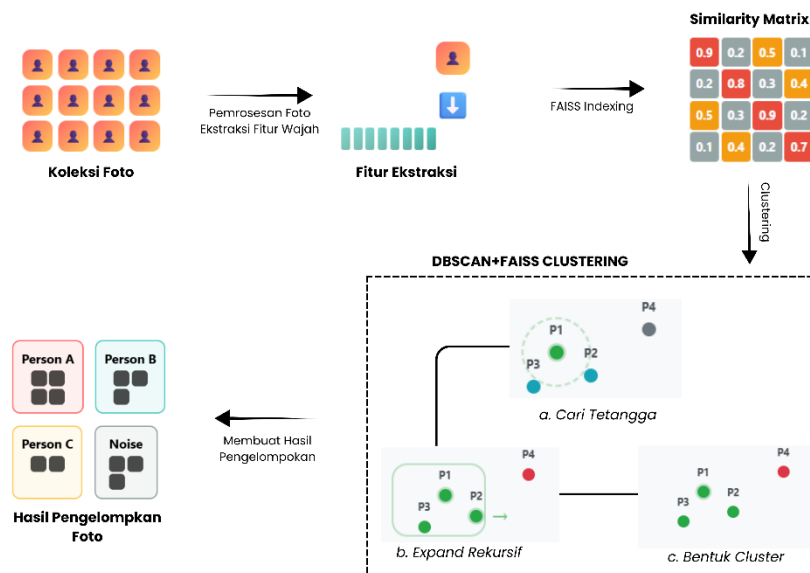 Koleksi Foto
Pemrosesan Foto
Ekstraksi Fitur Wajah
Fitur Ekstraksi
FAISS Indexing
Similarity Matrix
0.9 0.2 0.5 0.1
0.2 0.8 0.3 0.4
0.5 0.3 0.9 0.2
0.1 0.4 0.2 0.7
Clustering
DBSCAN+FAISS CLUSTERING
P4
P1
P3 P2
a. Cari Tetangga
P4
P1
P3 P2
b. Expand Rekursif
P4
P1
P3 P2
c. Bentuk Cluster
Membuat Hasil
Pengelompokan
Person A Person B
Person C Noise
Hasil Pengelompkan
Foto